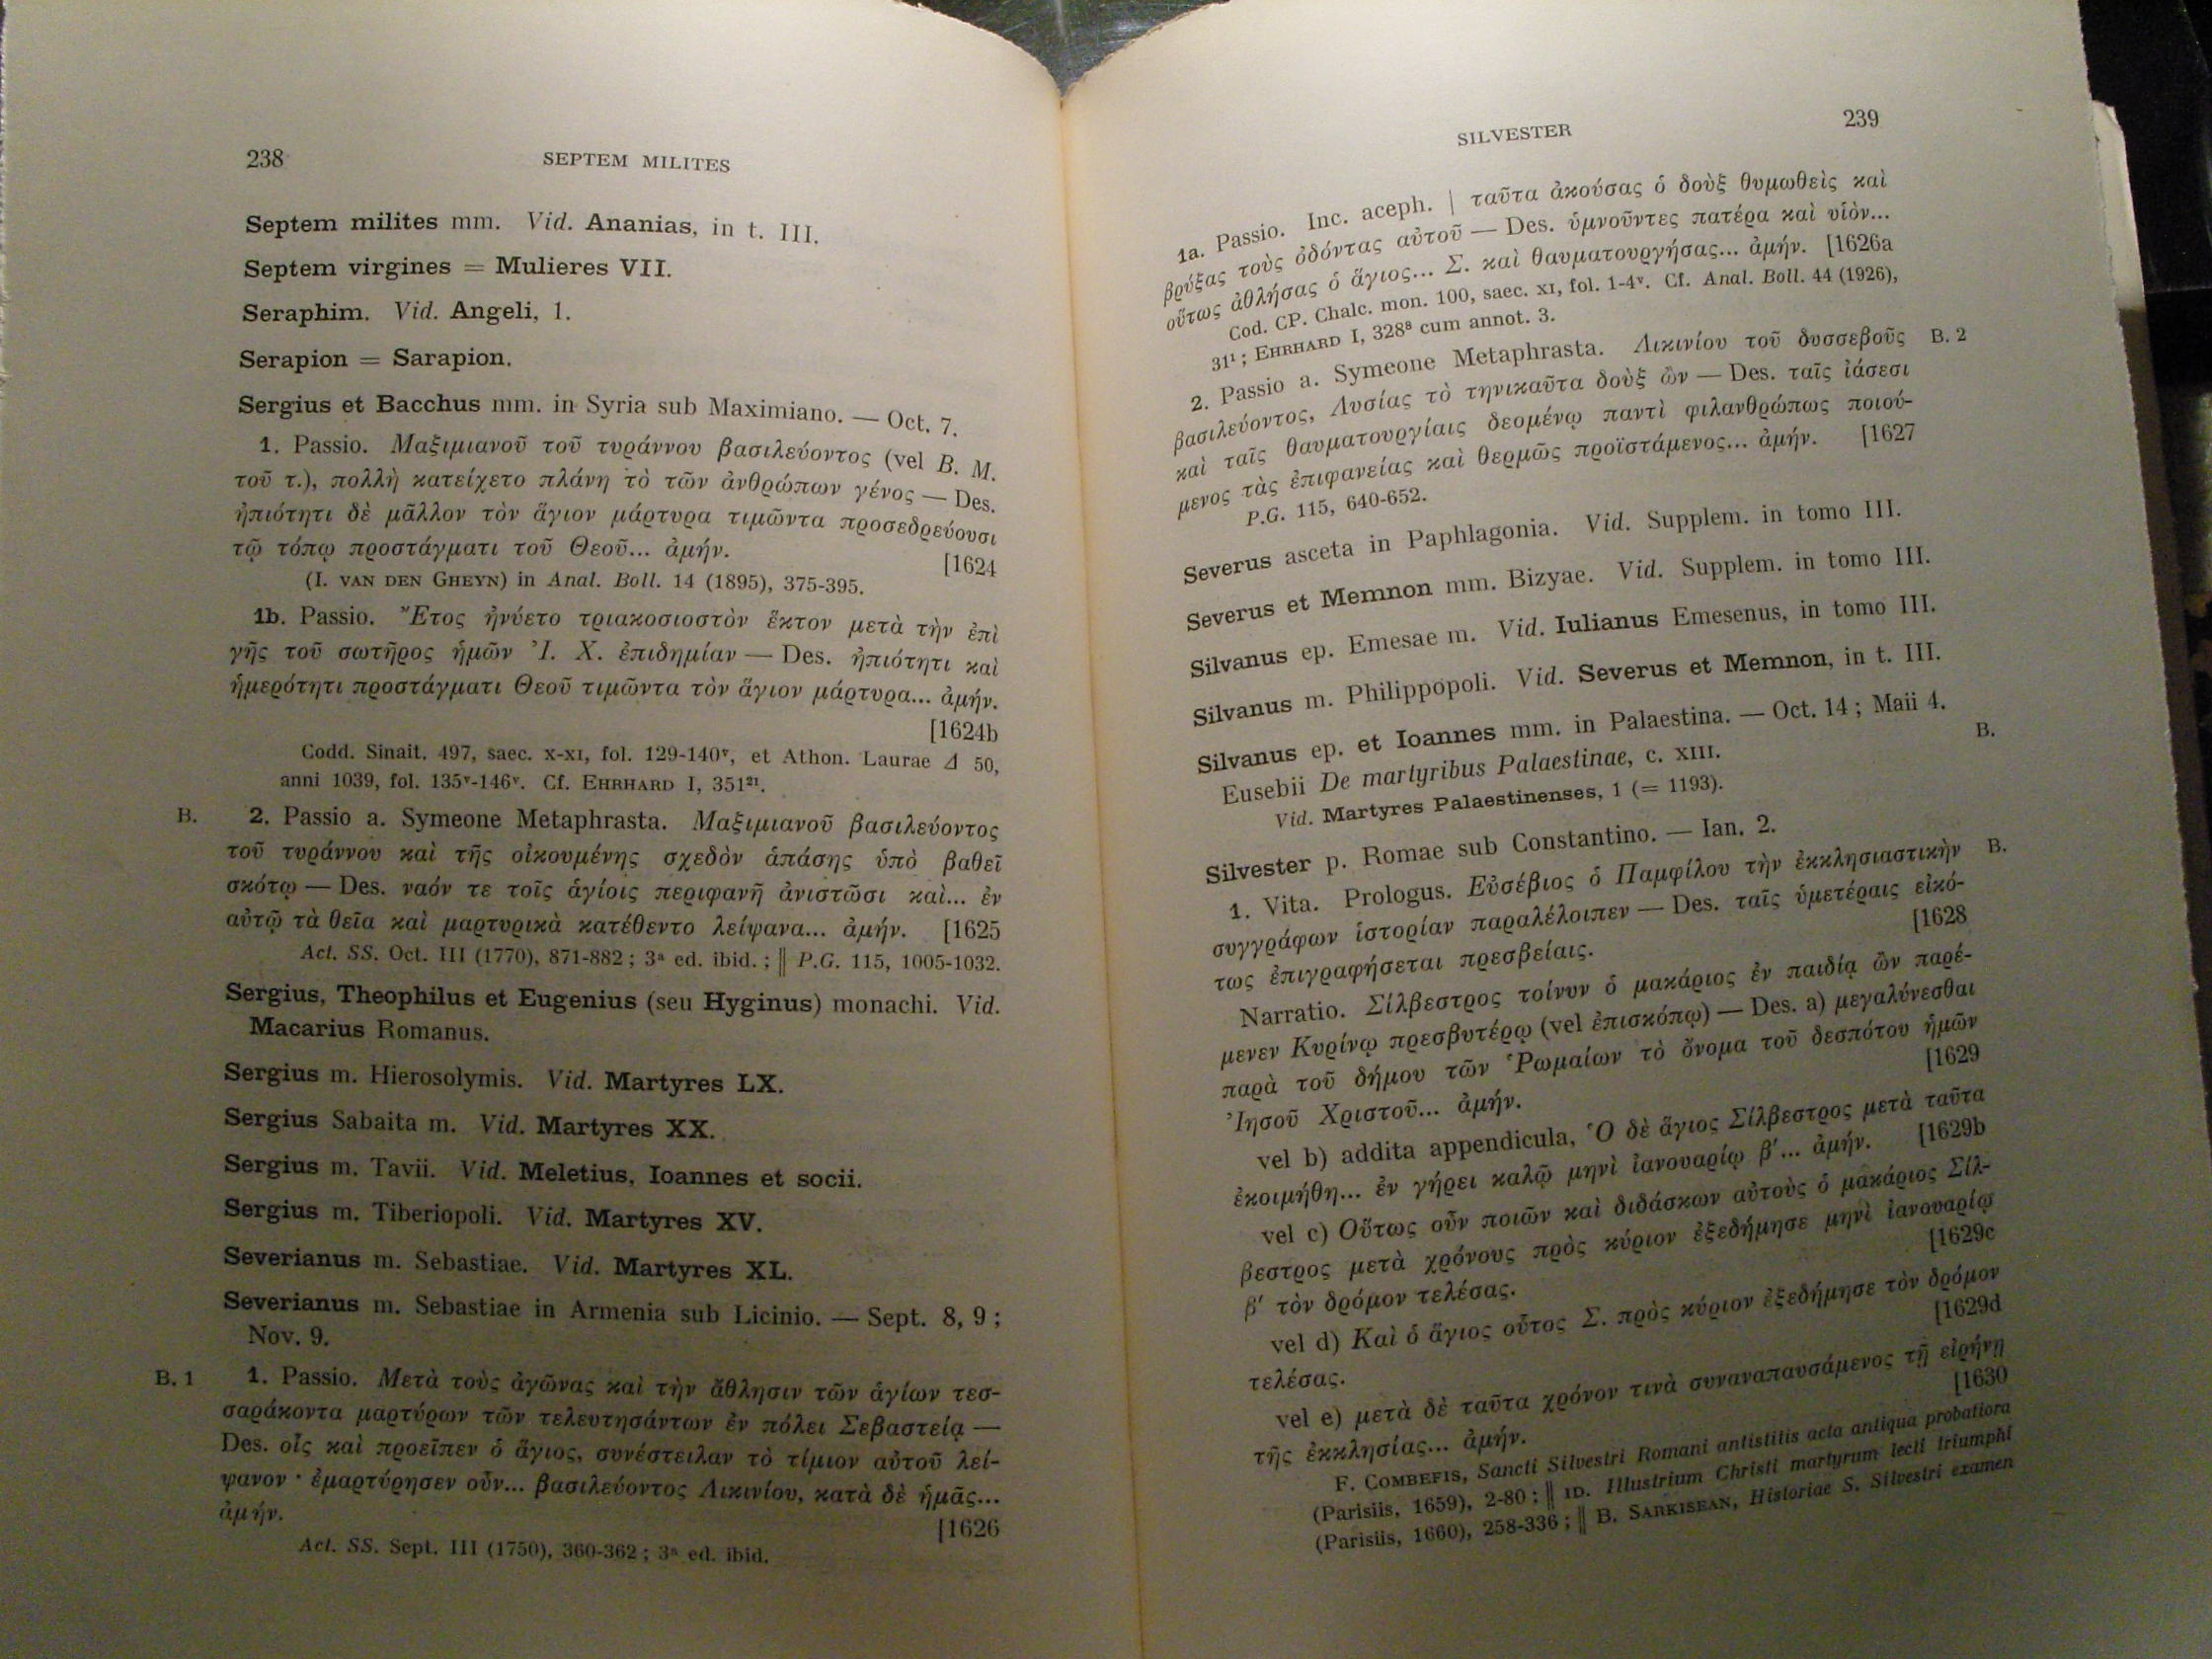 238 SEPTEM MILITES
Septem milites mm. Vid. Ananias, in t. III.
Septem virgines = Mulieres VII.
Seraphim. Vid. Angeli, 1.
Serapion = Sarapion.
Sergius et Bacchus mm. in Syria sub Maximiano. — Oct. 7.
1. Passio. Μαξιμιανοῦ τοῦ τυράννου βασιλεύοντος (vel B. M.
τοῦ τ.), πολλὴ κατείχετο πλάνη τὸ τῶν ἀνθρώπων γένος — Des.
ἠπιότητι δὲ μᾶλλον τὸν ἅγιον μάρτυρα τιμῶντα προσεδρεύουσι
τῷ τόπῳ προστάγματι τοῦ Θεοῦ... ἀμήν. [1624
(I. VAN DEN GHEYN) in Anal. Boll. 14 (1895), 375-395.
1b. Passio. Ἔτος ἠνύετο τριακοσιοστὸν ἕκτον μετὰ τὴν ἐπὶ
γῆς τοῦ σωτῆρος ἡμῶν Ἰ. Χ. ἐπιδημίαν — Des. ἠπιότητι καὶ
ἡμερότητι προστάγματι Θεοῦ τιμῶντα τὸν ἅγιον μάρτυρα... ἀμήν.
[1624b
Codd. Sinait. 497, saec. X-XI, fol. 129-140ᵛ, et Athon. Laurae Δ 50,
anni 1039, fol. 135ᵛ-146ᵛ. Cf. EHRHARD I, 351²¹.
B. 2. Passio a. Symeone Metaphrasta. Μαξιμιανοῦ βασιλεύοντος
τοῦ τυράννου καὶ τῆς οἰκουμένης σχεδὸν ἁπάσης ὑπὸ βαθεῖ
σκότῳ — Des. ναόν τε τοῖς ἁγίοις περιφανῆ ἀνιστῶσι καὶ... ἐν
αὐτῷ τὰ θεῖα καὶ μαρτυρικὰ κατέθεντο λείψανα... ἀμήν. [1625
Act. SS. Oct. III (1770), 871-882 ; 3ᵃ ed. ibid. ; ‖ P.G. 115, 1005-1032.
Sergius, Theophilus et Eugenius (seu Hyginus) monachi. Vid.
Macarius Romanus.
Sergius m. Hierosolymis. Vid. Martyres LX.
Sergius Sabaita m. Vid. Martyres XX.
Sergius m. Tavii. Vid. Meletius, Ioannes et socii.
Sergius m. Tiberiopoli. Vid. Martyres XV.
Severianus m. Sebastiae. Vid. Martyres XL.
Severianus m. Sebastiae in Armenia sub Licinio. — Sept. 8, 9 ;
Nov. 9.
B. 1 1. Passio. Μετὰ τοὺς ἀγῶνας καὶ τὴν ἄθλησιν τῶν ἁγίων τεσ-
σαράκοντα μαρτύρων τῶν τελευτησάντων ἐν πόλει Σεβαστείᾳ —
Des. οἷς καὶ προεῖπεν ὁ ἅγιος, συνέστειλαν τὸ τίμιον αὐτοῦ λεί-
ψανον · ἐμαρτύρησεν οὖν... βασιλεύοντος Λικινίου, κατὰ δὲ ἡμᾶς...
ἀμήν. [1626
Act. SS. Sept. III (1750), 360-362 ; 3ᵃ ed. ibid.
SILVESTER 239
1a. Passio. Inc. aceph. | ταῦτα ἀκούσας ὁ δοὺξ θυμωθεὶς καὶ
βρύξας τοὺς ὀδόντας αὐτοῦ — Des. ὑμνοῦντες πατέρα καὶ υἱὸν...
οὕτως ἀθλήσας ὁ ἅγιος... Σ. καὶ θαυματουργήσας... ἀμήν. [1626a
Cod. CP. Chalc. mon. 100, saec. XI, fol. 1-4ᵛ. Cf. Anal. Boll. 44 (1926),
31¹ ; EHRHARD I, 328⁸ cum annot. 3.
2. Passio a. Symeone Metaphrasta. Λικινίου τοῦ δυσσεβοῦς B. 2
βασιλεύοντος, Λυσίας τὸ τηνικαῦτα δοὺξ ὢν — Des. ταῖς ἰάσεσι
καὶ ταῖς θαυματουργίαις δεομένῳ παντὶ φιλανθρώπως ποιού-
μενος τὰς ἐπιφανείας καὶ θερμῶς προϊστάμενος... ἀμήν. [1627
P.G. 115, 640-652.
Severus asceta in Paphlagonia. Vid. Supplem. in tomo III.
Severus et Memnon mm. Bizyae. Vid. Supplem. in tomo III.
Silvanus ep. Emesae m. Vid. Iulianus Emesenus, in tomo III.
Silvanus m. Philippopoli. Vid. Severus et Memnon, in t. III.
Silvanus ep. et Ioannes mm. in Palaestina. — Oct. 14 ; Maii 4.
Eusebii De martyribus Palaestinae, c. XIII. B.
Vid. Martyres Palaestinenses, 1 (= 1193).
Silvester p. Romae sub Constantino. — Ian. 2.
1. Vita. Prologus. Εὐσέβιος ὁ Παμφίλου τὴν ἐκκλησιαστικὴν B.
συγγράφων ἱστορίαν παραλέλοιπεν — Des. ταῖς ὑμετέραις εἰκό-
τως ἐπιγραφήσεται πρεσβείαις. [1628
Narratio. Σίλβεστρος τοίνυν ὁ μακάριος ἐν παιδίᾳ ὢν παρέ-
μενεν Κυρίνῳ πρεσβυτέρῳ (vel ἐπισκόπῳ) — Des. a) μεγαλύνεσθαι
παρὰ τοῦ δήμου τῶν Ῥωμαίων τὸ ὄνομα τοῦ δεσπότου ἡμῶν
Ἰησοῦ Χριστοῦ... ἀμήν. [1629
vel b) addita appendicula, Ὁ δὲ ἅγιος Σίλβεστρος μετὰ ταῦτα
ἐκοιμήθη... ἐν γήρει καλῷ μηνὶ ἰανουαρίῳ β′... ἀμήν. [1629b
vel c) Οὕτως οὖν ποιῶν καὶ διδάσκων αὐτοὺς ὁ μακάριος Σίλ-
βεστρος μετὰ χρόνους πρὸς κύριον ἐξεδήμησε μηνὶ ἰανουαρίῳ
β′ τὸν δρόμον τελέσας. [1629c
vel d) Καὶ ὁ ἅγιος οὗτος Σ. πρὸς κύριον ἐξεδήμησε τὸν δρόμον
τελέσας. [1629d
vel e) μετὰ δὲ ταῦτα χρόνον τινὰ συναναπαυσάμενος τῇ εἰρήνῃ
τῆς ἐκκλησίας... ἀμήν. [1630
F. COMBEFIS, Sancti Silvestri Romani antistitis acta antiqua probatiora
(Parisiis, 1659), 2-80 ; ‖ ID. Illustrium Christi martyrum lecti triumphi
(Parisiis, 1660), 258-336 ; ‖ B. SARKISEAN, Historiae S. Silvestri examen